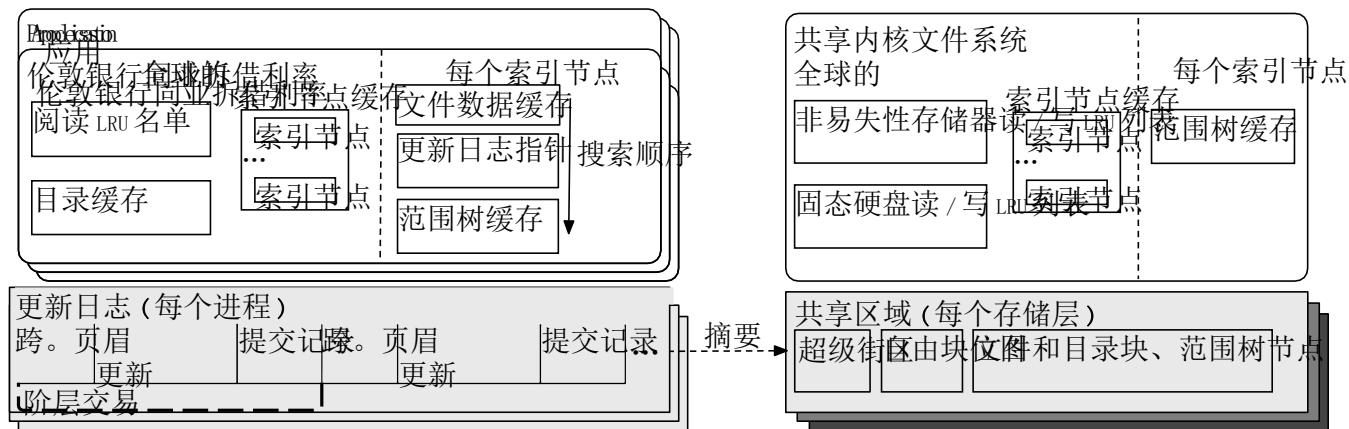 应用
伦敦银行同业拆借利率
全球的
伦敦银行同业拆借利率
索引节点缓存
阅读 LRU 名单
索引节点
...
目录缓存
索引节点
每个索引节点
文件数据缓存
更新日志指针
搜索顺序
范围树缓存
共享内核文件系统
全球的
每个索引节点
索引节点缓存
非易失性存储器读/写 LRU 列表
索引节点
...
范围树缓存
固态硬盘读/写 LRU 列表
索引节点
更新日志(每个进程)
跨。页眉
提交记录
跨。页眉
提交记录
...
更新
更新
阶层交易
摘要
共享区域(每个存储层)
超级街区
自由块位图
文件和目录块、范围树节点